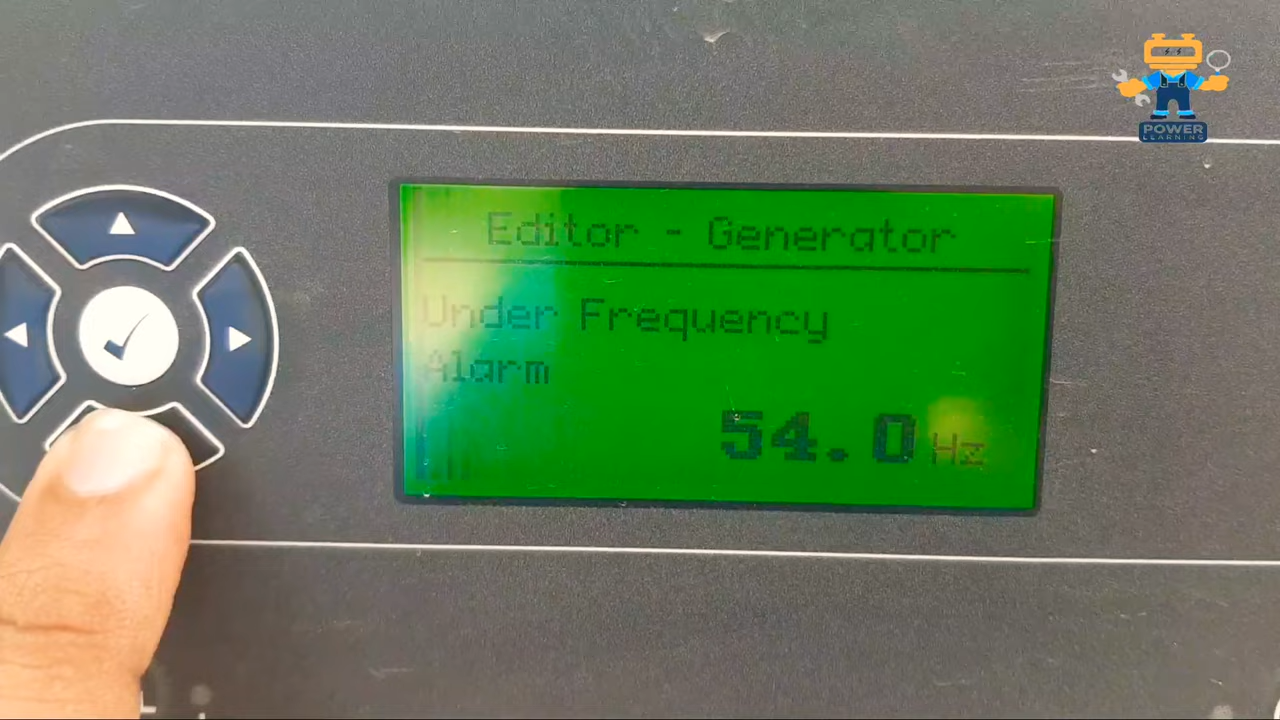 POWER
LEARNING
Editor - Generator
Under Frequency
Alarm
54.0 Hz